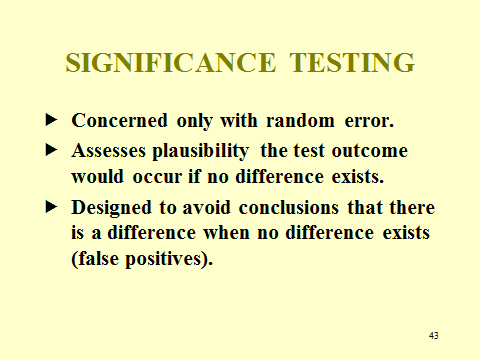 SIGNIFICANCE TESTING
Concerned only with random error.
Assesses plausibility the test outcome
would occur if no difference exists.
Designed to avoid conclusions that there
is a difference when no difference exists
(false positives).
43